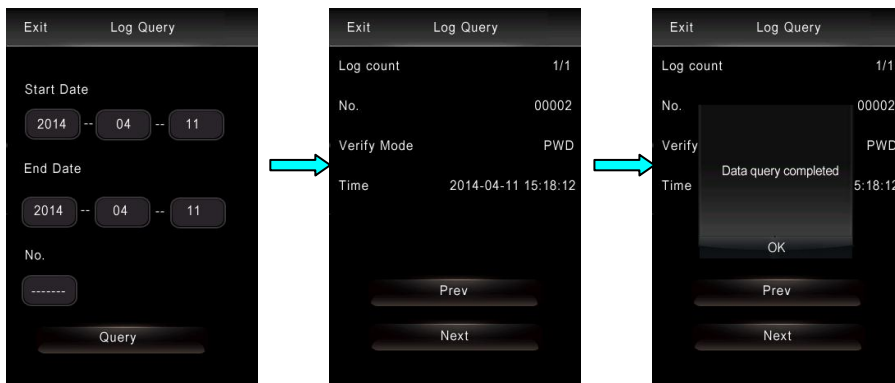 Exit Log Query
Start Date
2014 -- 04 -- 11
End Date
2014 -- 04 -- 11
No.
-------
Query
Exit Log Query
Log count 1/1
No. 00002
Verify Mode PWD
Time 2014-04-11 15:18:12
Prev
Next
Exit Log Query
Log count 1/1
No. 00002
Verify PWD
Data query completed
Time 5:18:12
OK
Prev
Next